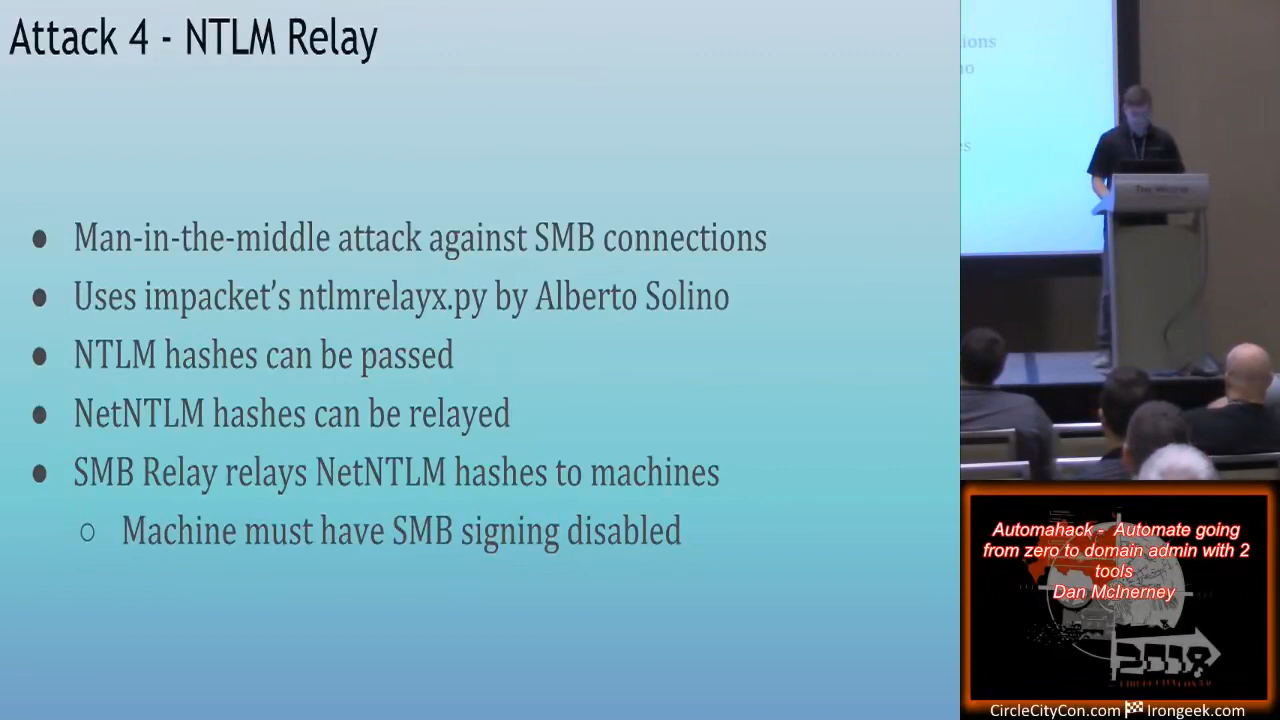 Attack 4 - NTLM Relay
● Man-in-the-middle attack against SMB connections
● Uses impacket’s ntlmrelayx.py by Alberto Solino
● NTLM hashes can be passed
● NetNTLM hashes can be relayed
● SMB Relay relays NetNTLM hashes to machines
○ Machine must have SMB signing disabled
Automahack - Automate going
from zero to domain admin with 2
tools
Dan McInerney
2018
CircleCityCon.com Irongeek.com